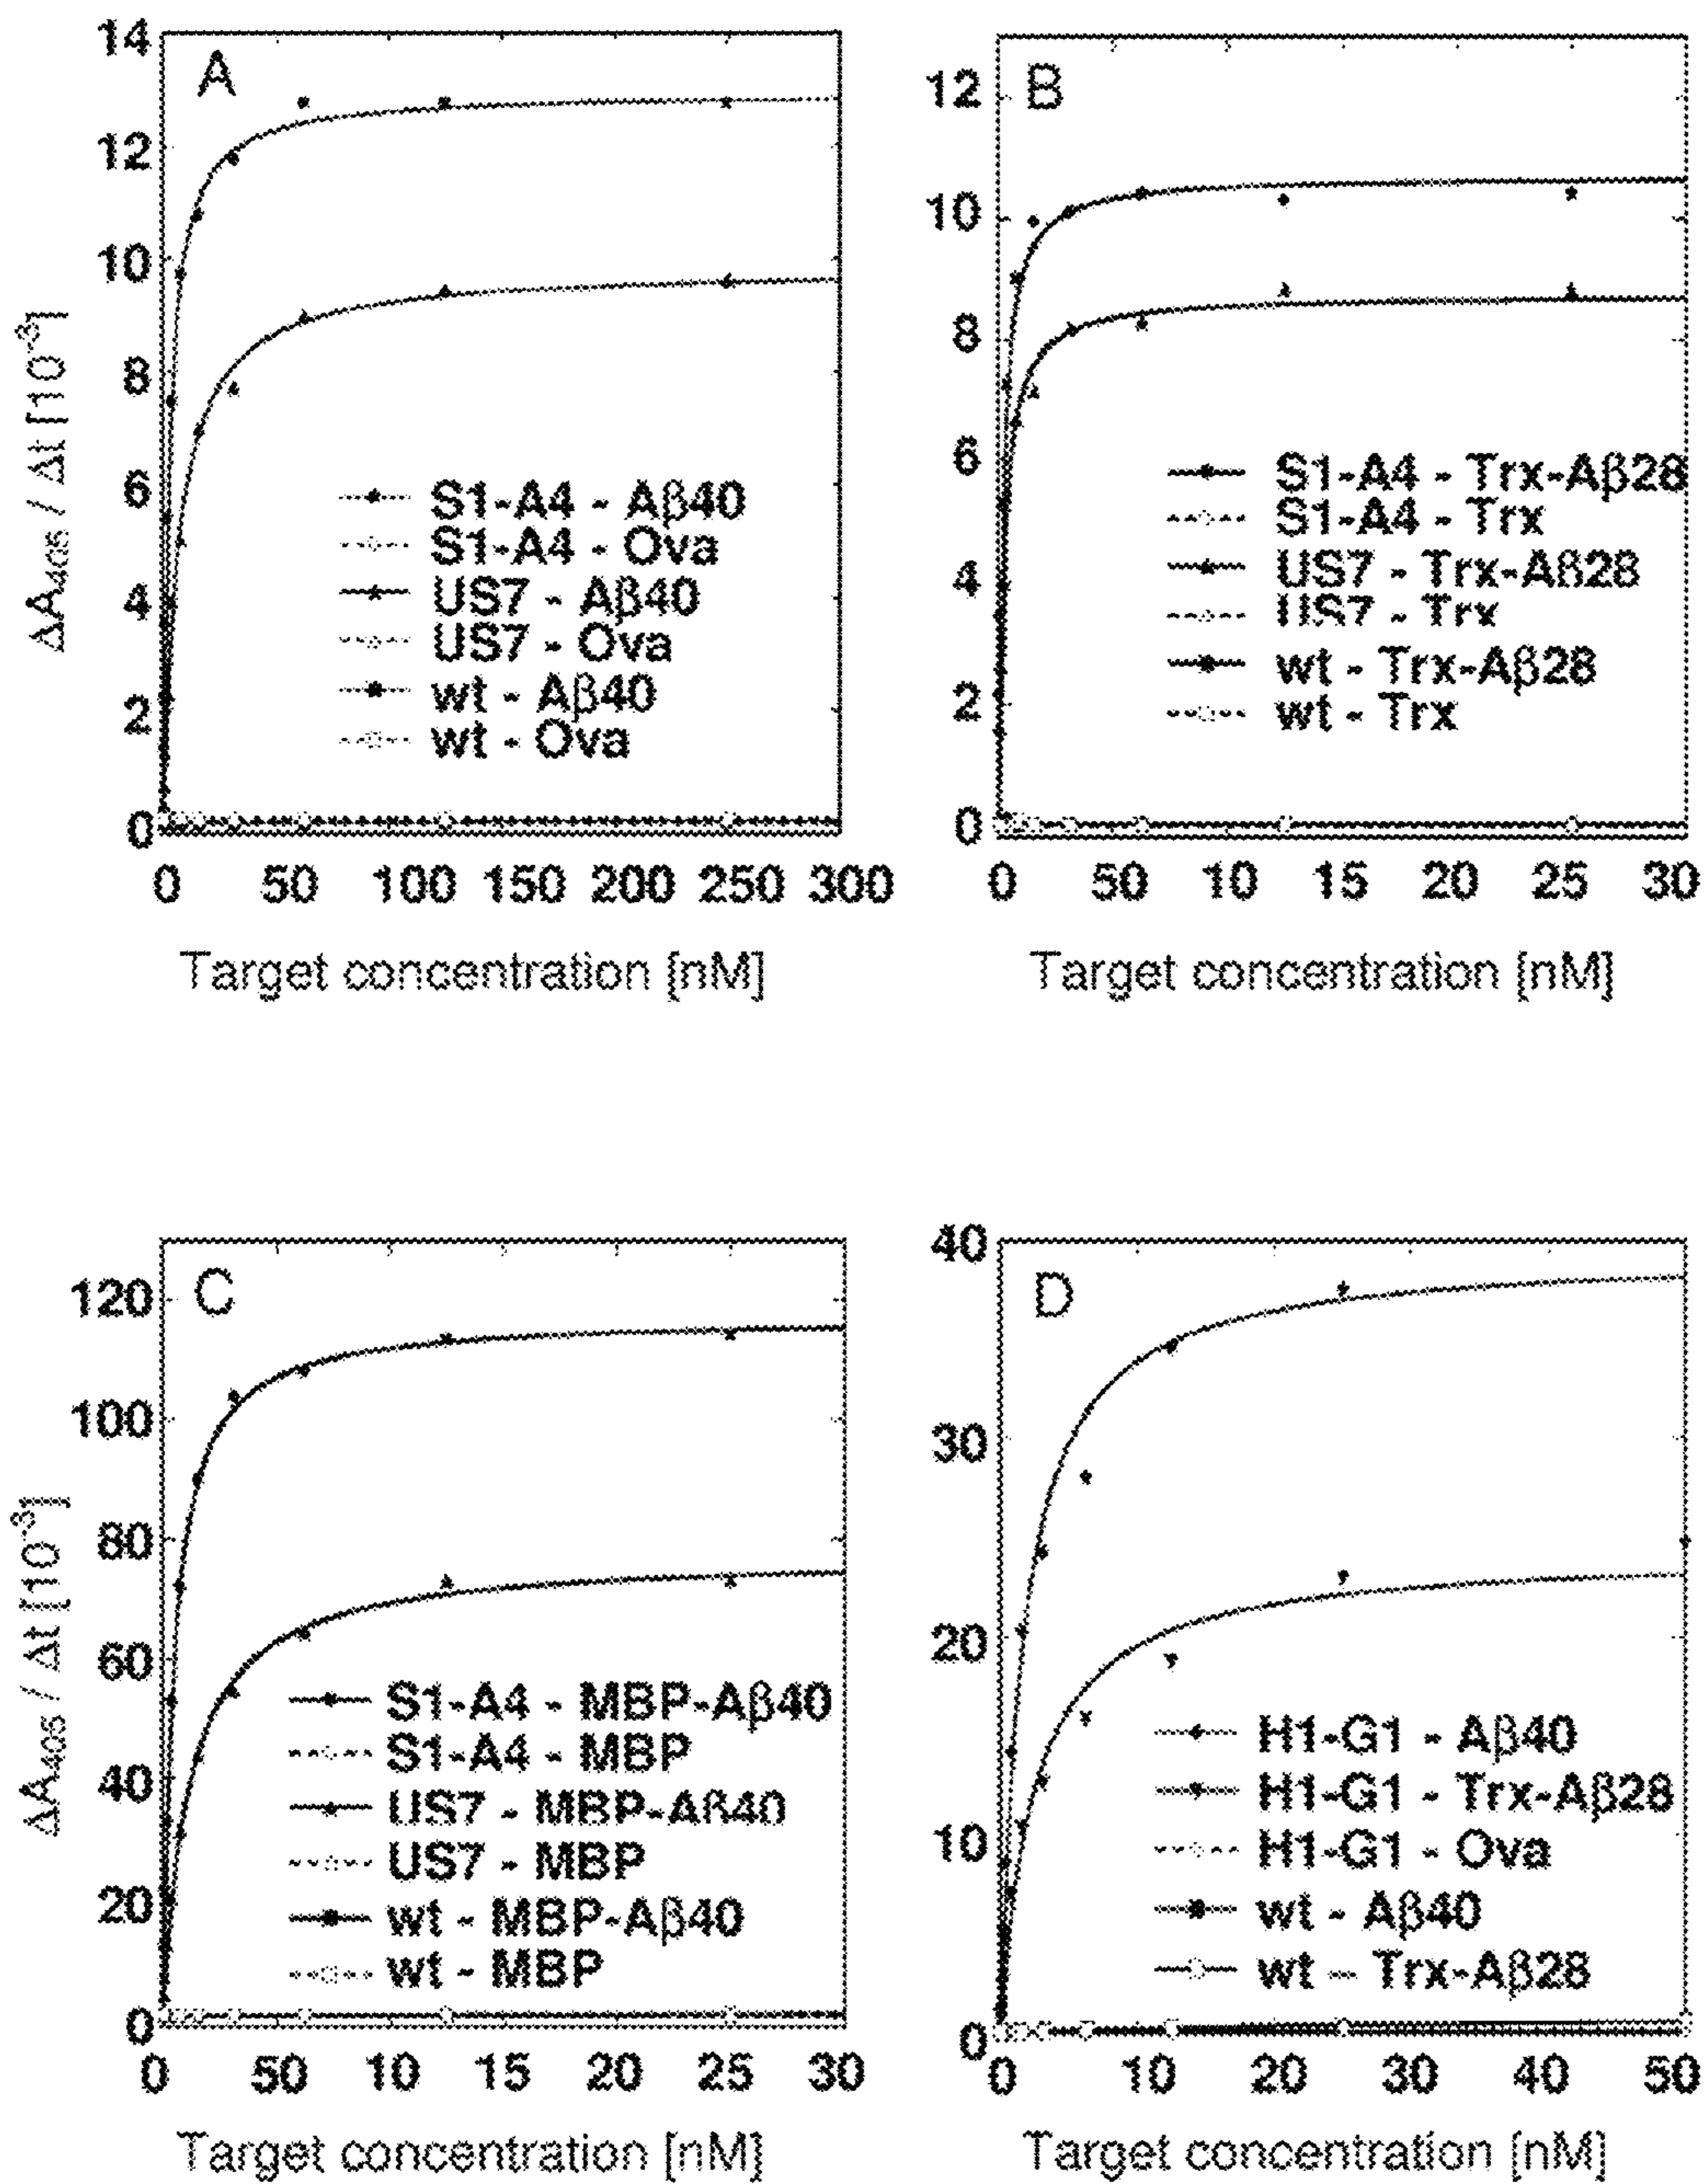 A
14
12
10
8
6
4
2
0
ΔA405 / Δt [10-3]
S1-A4 - Aβ40
S1-A4 - Ova
US7 - Aβ40
US7 - Ova
wt - Aβ40
wt - Ova
0 50 100 150 200 250 300
Target concentration [nM]
B
12
10
8
6
4
2
0
S1-A4 - Trx-Aβ28
S1-A4 - Trx
US7 - Trx-Aβ28
US7 - Trx
wt - Trx-Aβ28
wt - Trx
0 50 10 15 20 25 30
Target concentration [nM]
C
120
100
80
60
40
20
0
ΔA405 / Δt [10-3]
S1-A4 - MBP-Aβ40
S1-A4 - MBP
US7 - MBP-Aβ40
US7 - MBP
wt - MBP-Aβ40
wt - MBP
0 50 10 15 20 25 30
Target concentration [nM]
D
40
30
20
10
0
H1-G1 - Aβ40
H1-G1 - Trx-Aβ28
H1-G1 - Ova
wt - Aβ40
wt - Trx-Aβ28
0 10 20 30 40 50
Target concentration [nM]